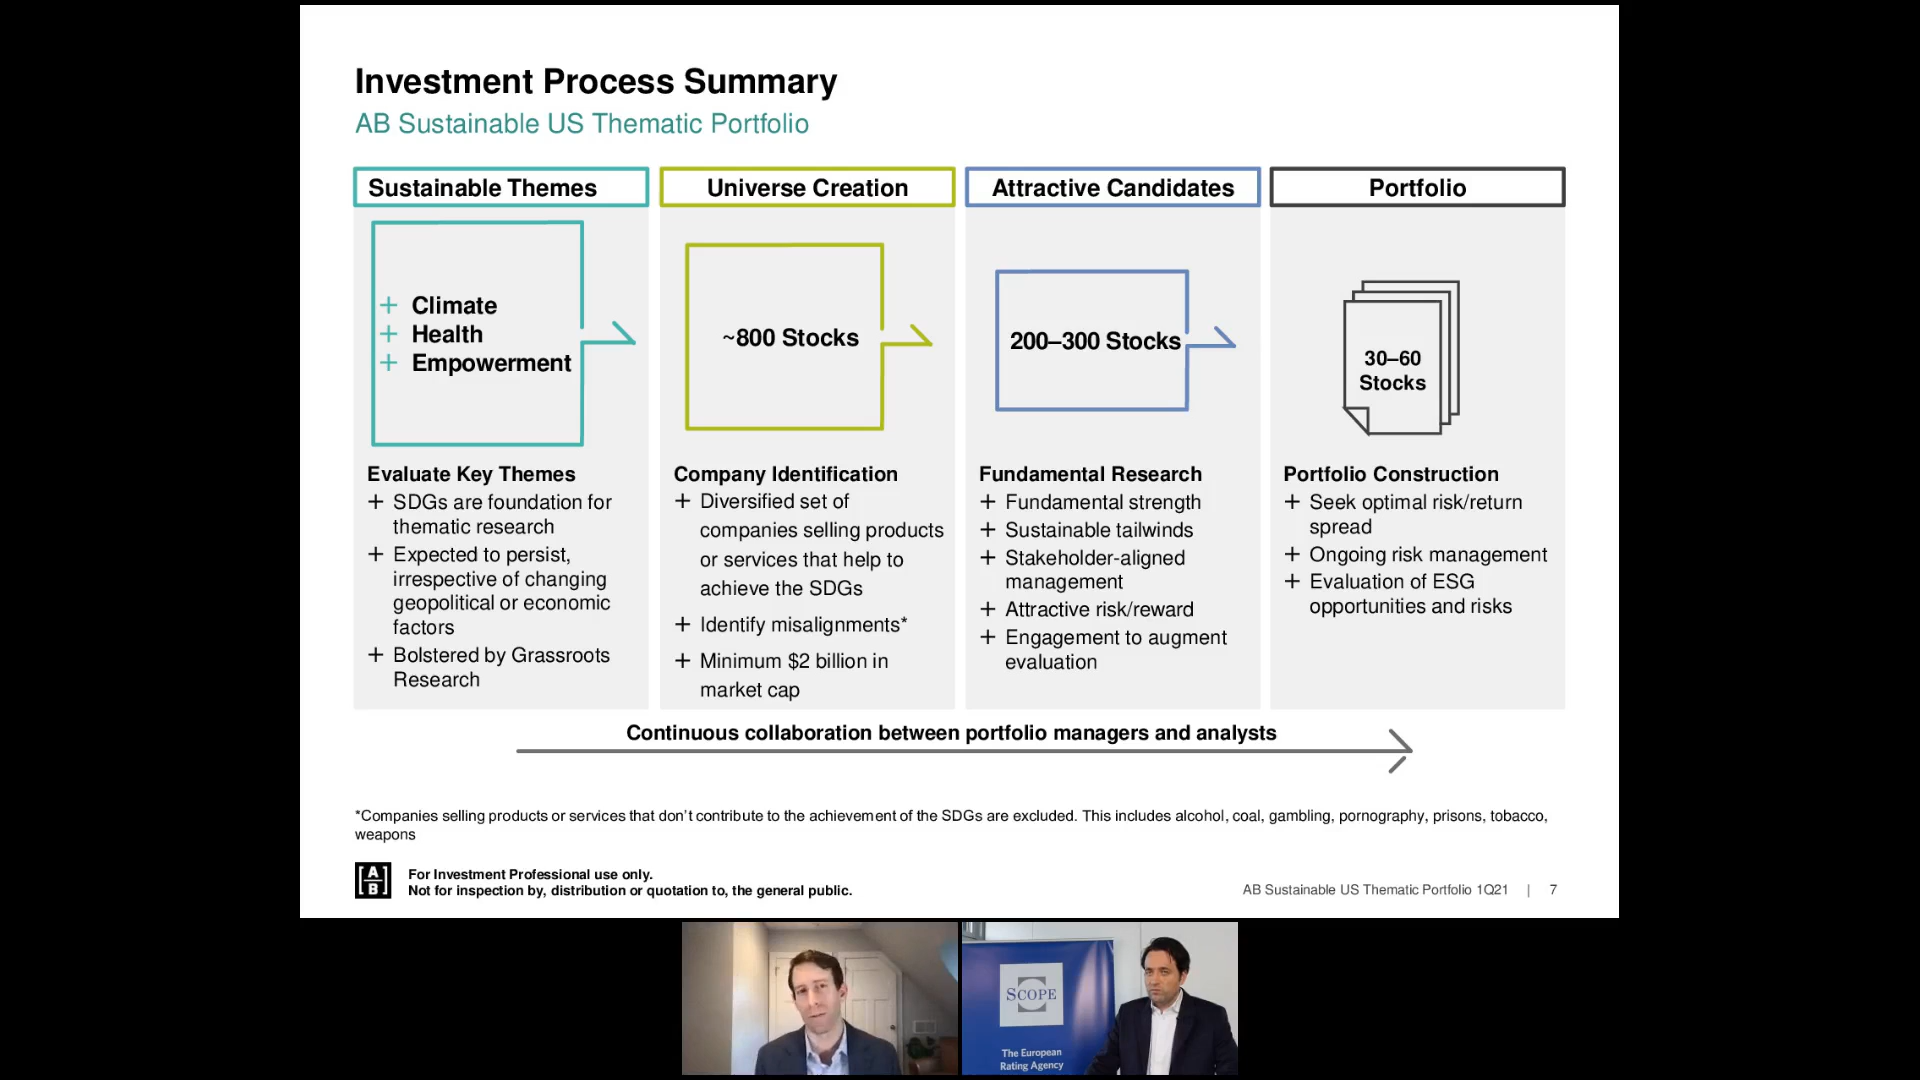 Investment Process Summary
AB Sustainable US Thematic Portfolio
Sustainable Themes
+ Climate
+ Health
+ Empowerment
Evaluate Key Themes
+ SDGs are foundation for
thematic research
+ Expected to persist,
irrespective of changing
geopolitical or economic
factors
+ Bolstered by Grassroots
Research
Universe Creation
~800 Stocks
Company Identification
+ Diversified set of
companies selling products
or services that help to
achieve the SDGs
+ Identify misalignments*
+ Minimum $2 billion in
market cap
Attractive Candidates
200–300 Stocks
Fundamental Research
+ Fundamental strength
+ Sustainable tailwinds
+ Stakeholder-aligned
management
+ Attractive risk/reward
+ Engagement to augment
evaluation
Portfolio
30–60
Stocks
Portfolio Construction
+ Seek optimal risk/return
spread
+ Ongoing risk management
+ Evaluation of ESG
opportunities and risks
Continuous collaboration between portfolio managers and analysts
*Companies selling products or services that don't contribute to the achievement of the SDGs are excluded. This includes alcohol, coal, gambling, pornography, prisons, tobacco,
weapons
[A
B]
For Investment Professional use only.
Not for inspection by, distribution or quotation to, the general public.
AB Sustainable US Thematic Portfolio 1Q21 | 7
SCOPE
The European
Rating Agency